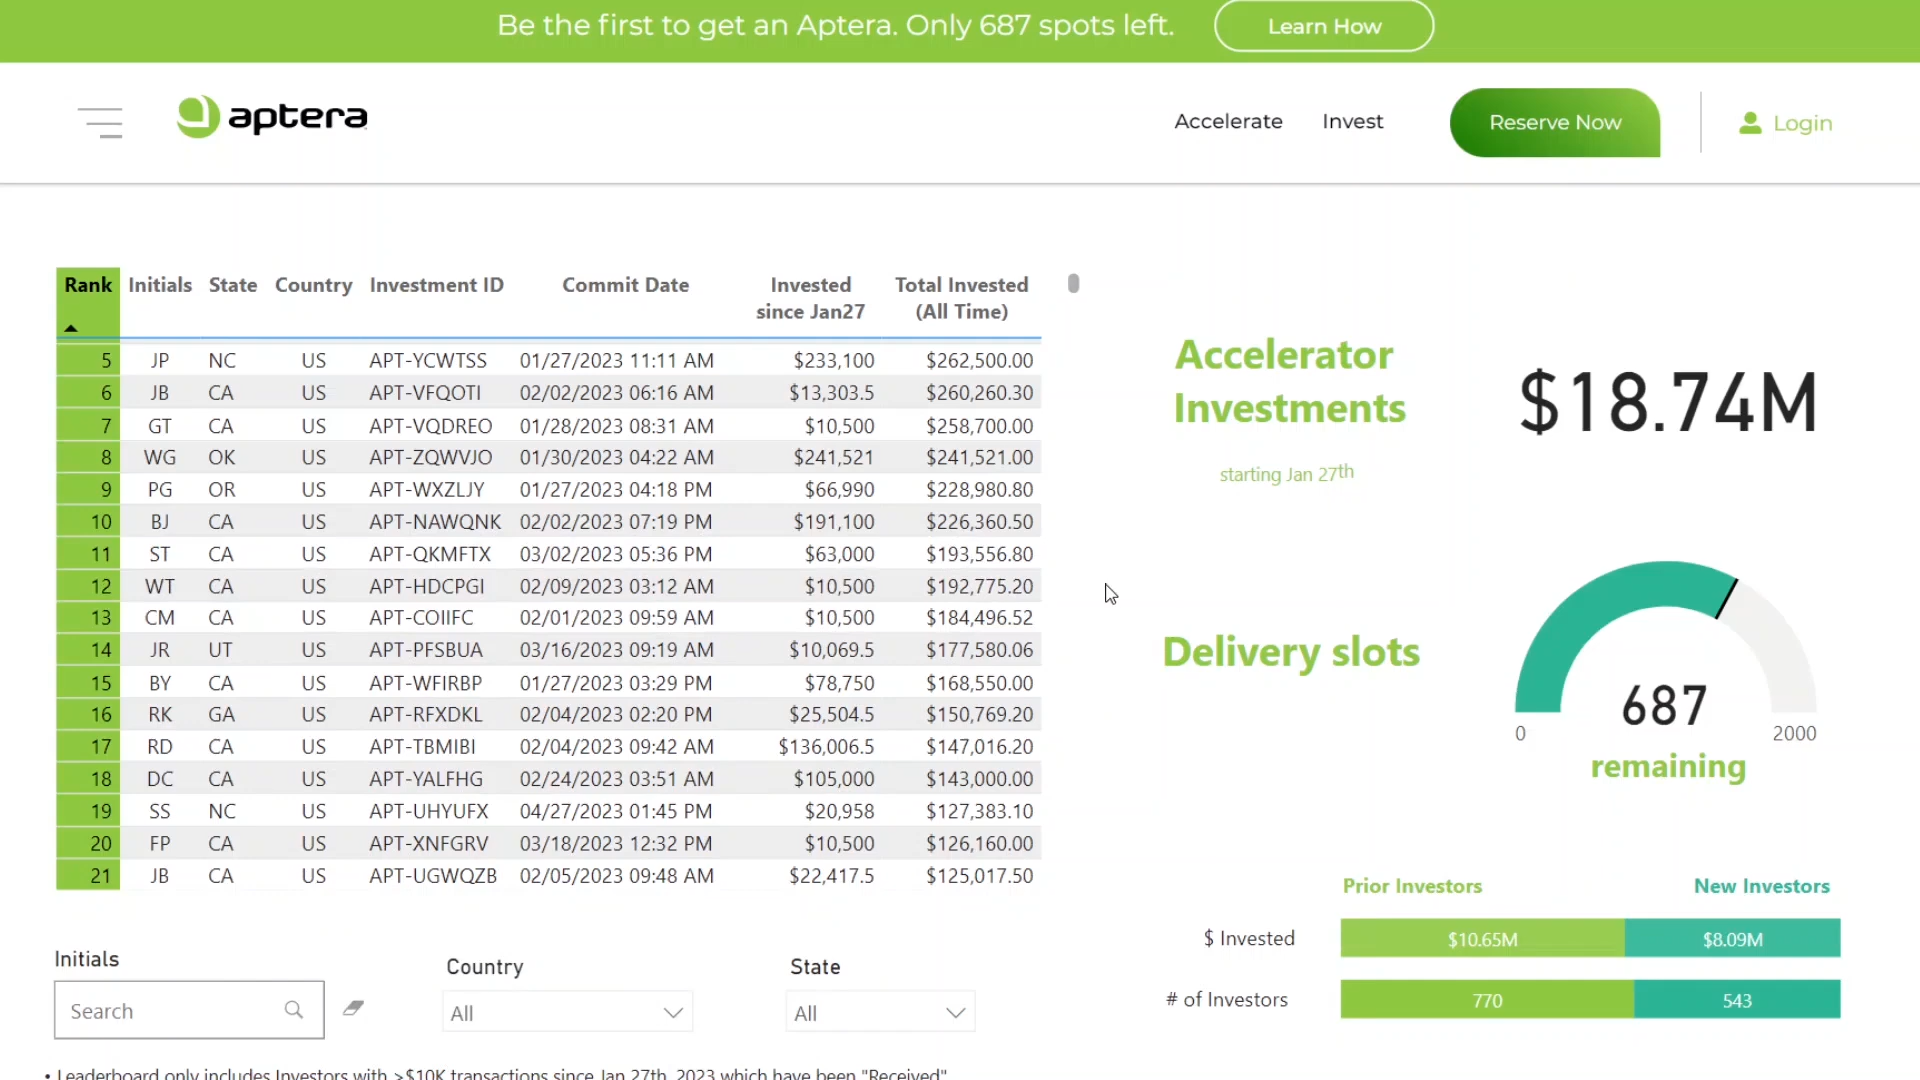 Be the first to get an Aptera. Only 687 spots left.
Learn How
aptera
Accelerate
Invest
Reserve Now
Login
Rank Initials State Country Investment ID Commit Date Invested since Jan27 Total Invested (All Time)
5 JP NC US APT-YCWTSS 01/27/2023 11:11 AM $233,100 $262,500.00
6 JB CA US APT-VFQOTI 02/02/2023 06:16 AM $13,303.5 $260,260.30
7 GT CA US APT-VQDREO 01/28/2023 08:31 AM $10,500 $258,700.00
8 WG OK US APT-ZQWVJO 01/30/2023 04:22 AM $241,521 $241,521.00
9 PG OR US APT-WXZLJY 01/27/2023 04:18 PM $66,990 $228,980.80
10 BJ CA US APT-NAWQNK 02/02/2023 07:19 PM $191,100 $226,360.50
11 ST CA US APT-QKMFTX 03/02/2023 05:36 PM $63,000 $193,556.80
12 WT CA US APT-HDCPGI 02/09/2023 03:12 AM $10,500 $192,775.20
13 CM CA US APT-COIIFC 02/01/2023 09:59 AM $10,500 $184,496.52
14 JR UT US APT-PFSBUA 03/16/2023 09:19 AM $10,069.5 $177,580.06
15 BY CA US APT-WFIRBP 01/27/2023 03:29 PM $78,750 $168,550.00
16 RK GA US APT-RFXDKL 02/04/2023 02:20 PM $25,504.5 $150,769.20
17 RD CA US APT-TBMIBI 02/04/2023 09:42 AM $136,006.5 $147,016.20
18 DC CA US APT-YALFHG 02/24/2023 03:51 AM $105,000 $143,000.00
19 SS NC US APT-UHYUFX 04/27/2023 01:45 PM $20,958 $127,383.10
20 FP CA US APT-XNFGRV 03/18/2023 12:32 PM $10,500 $126,160.00
21 JB CA US APT-UGWQZB 02/05/2023 09:48 AM $22,417.5 $125,017.50
Accelerator
Investments
starting Jan 27th
$18.74M
Delivery slots
687
0 2000
remaining
Prior Investors New Investors
$ Invested $10.65M $8.09M
# of Investors 770 543
Initials
Search
Country
All
State
All
• Leaderboard only includes Investors with >$10K transactions since Jan 27th, 2023 which have been "Received"